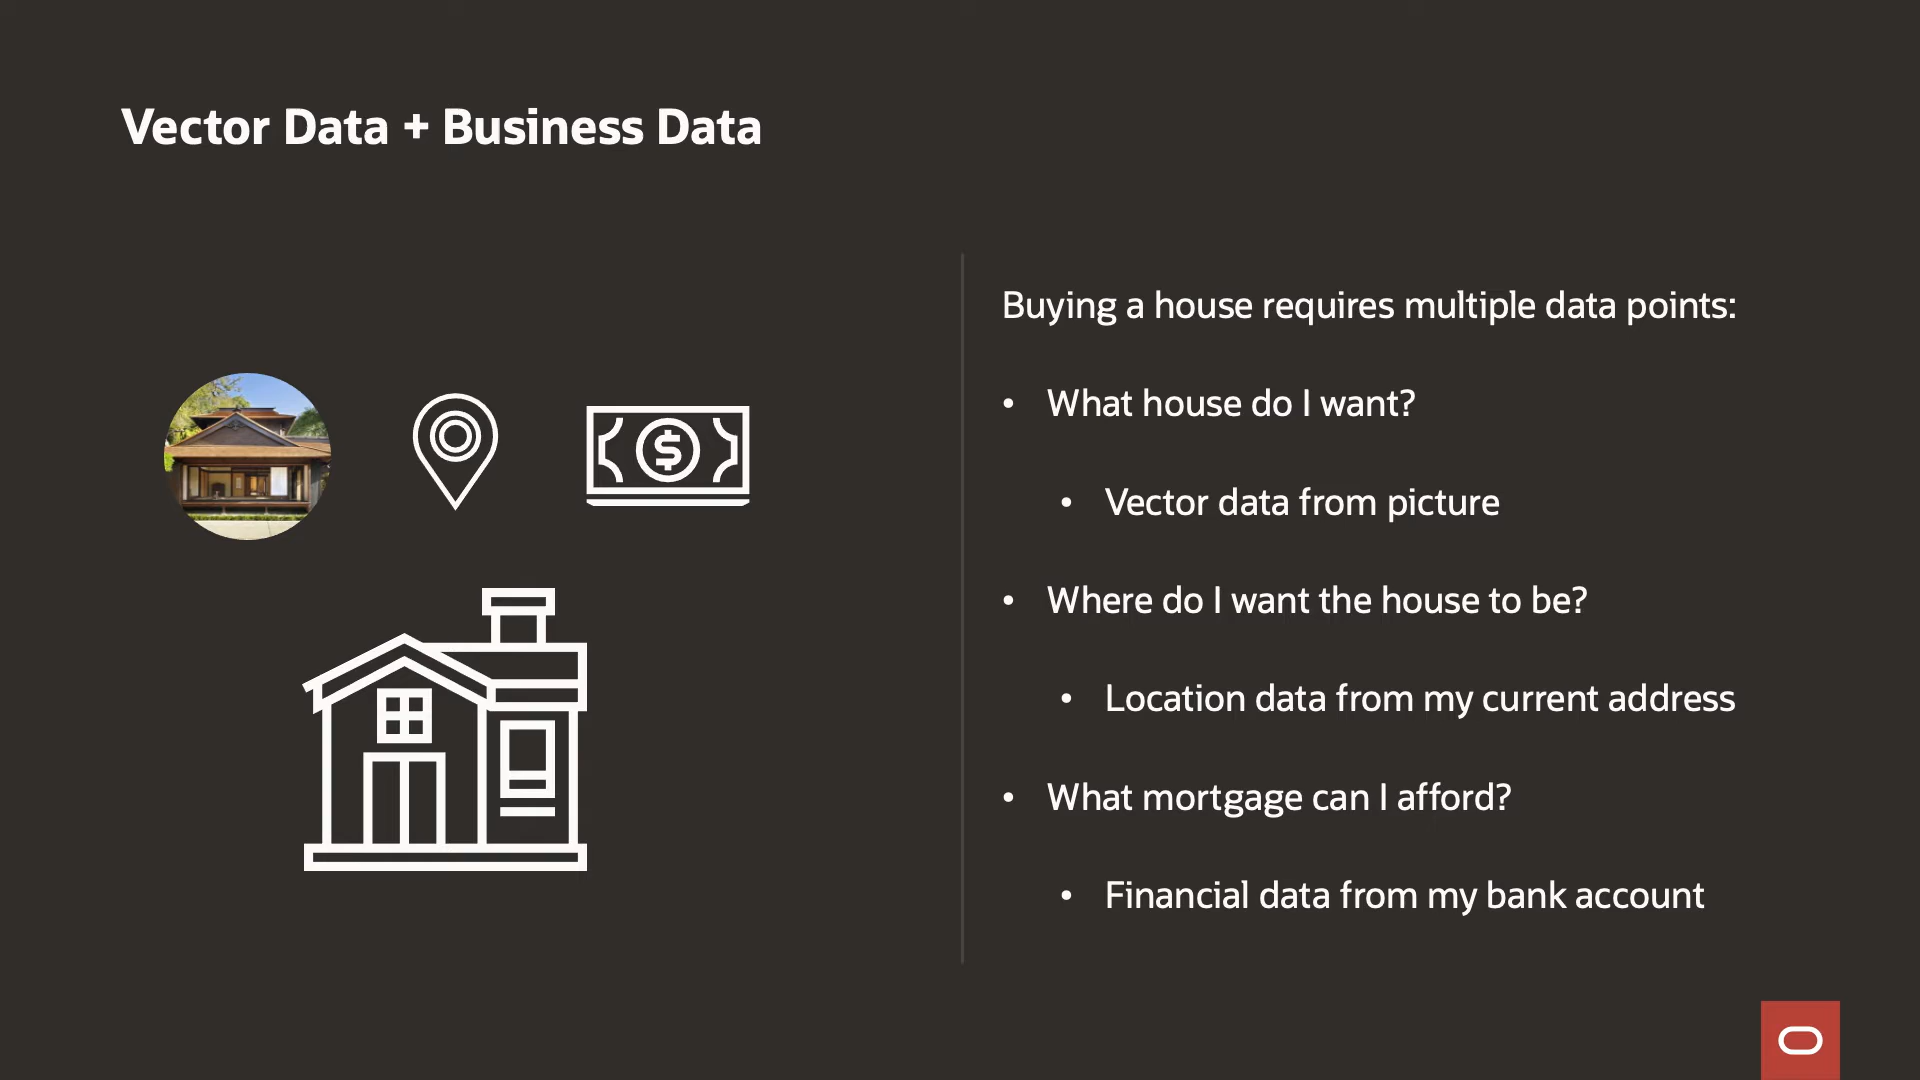 Vector Data + Business Data
Buying a house requires multiple data points:
• What house do I want?
• Vector data from picture
• Where do I want the house to be?
• Location data from my current address
• What mortgage can I afford?
• Financial data from my bank account
$